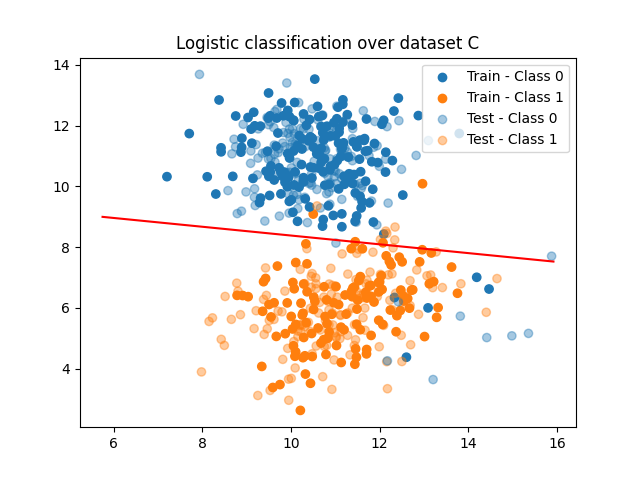 Logistic classification over dataset C
Train - Class 0
Train - Class 1
Test - Class 0
Test - Class 1
14
12
10
8
6
4
6 8 10 12 14 16